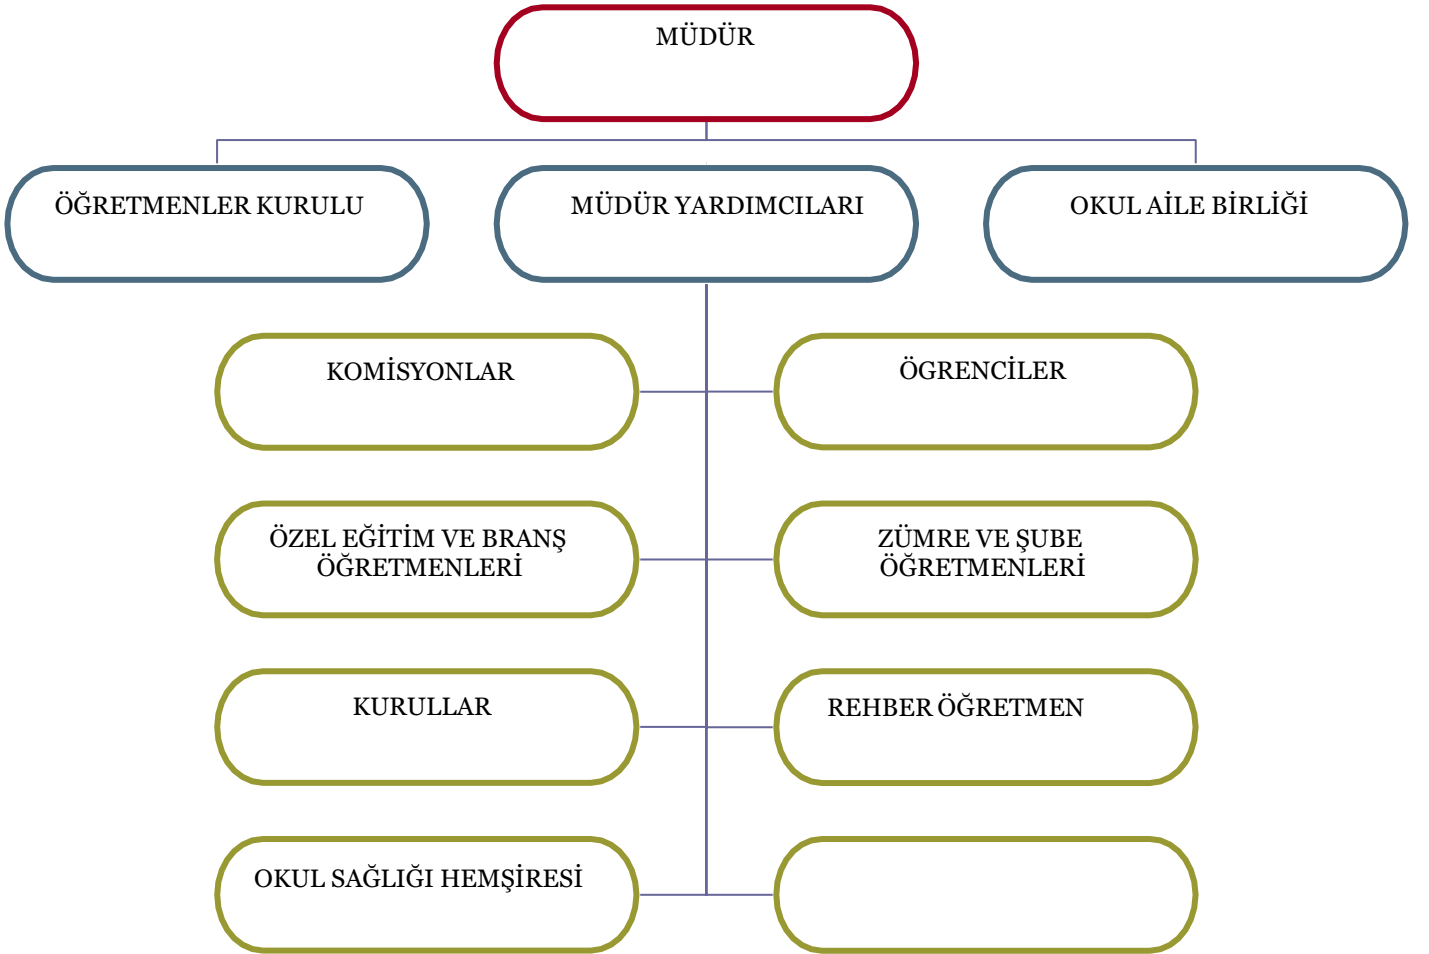 MÜDÜR
ÖĞRETMENLER KURULU
MÜDÜR YARDIMCILARI
OKUL AİLE BİRLİĞİ
KOMİSYONLAR
ÖGRENCİLER
ÖZEL EĞİTİM VE BRANŞ
ÖĞRETMENLERİ
ZÜMRE VE ŞUBE
ÖĞRETMENLERİ
KURULLAR
REHBER ÖĞRETMEN
OKUL SAĞLIĞI HEMŞİRESİ